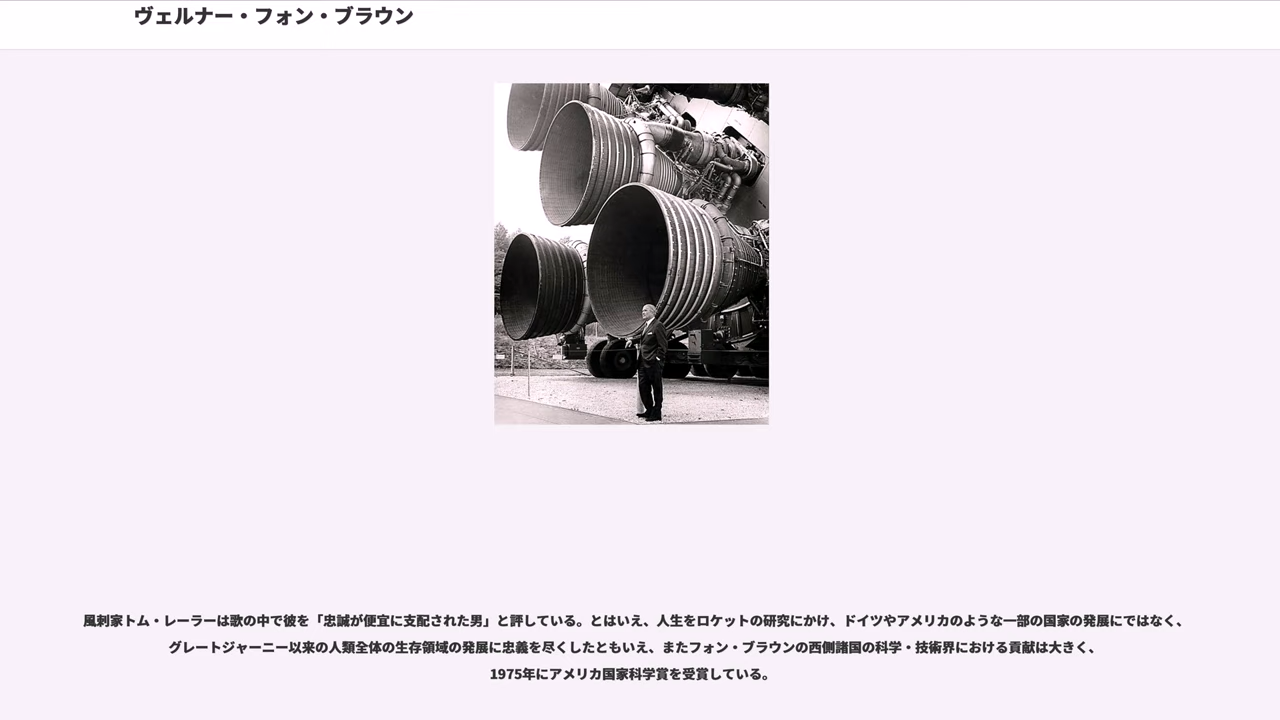 ヴェルナー・フォン・ブラウン
風刺家トム・レーラーは歌の中で彼を「忠誠が便宜に支配された男」と評している。とはいえ、人生をロケットの研究にかけ、ドイツやアメリカのような一部の国家の発展にではなく、
グレートジャーニー以来の人類全体の生存領域の発展に忠義を尽くしたともいえ、またフォン・ブラウンの西側諸国の科学・技術界における貢献は大きく、
1975年にアメリカ国家科学賞を受賞している。